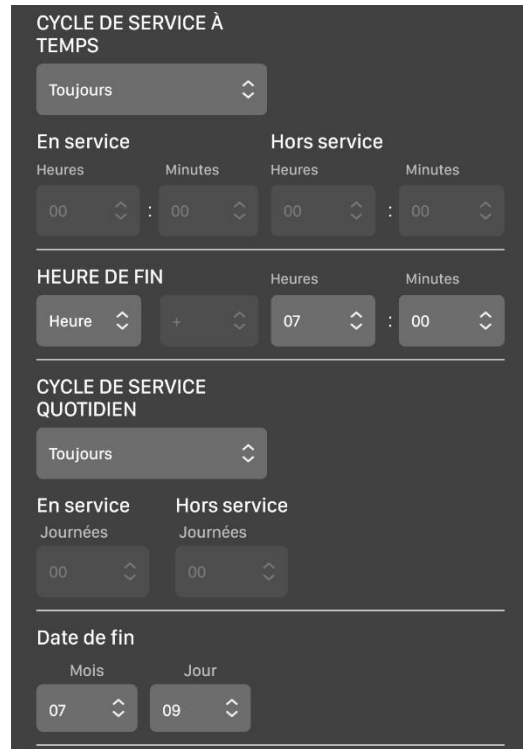 CYCLE DE SERVICE À
TEMPS
Toujours
En service Hors service
Heures Minutes Heures Minutes
00 : 00 00 : 00
HEURE DE FIN Heures Minutes
Heure + 07 : 00
CYCLE DE SERVICE
QUOTIDIEN
Toujours
En service Hors service
Journées Journées
00 00
Date de fin
Mois Jour
07 09